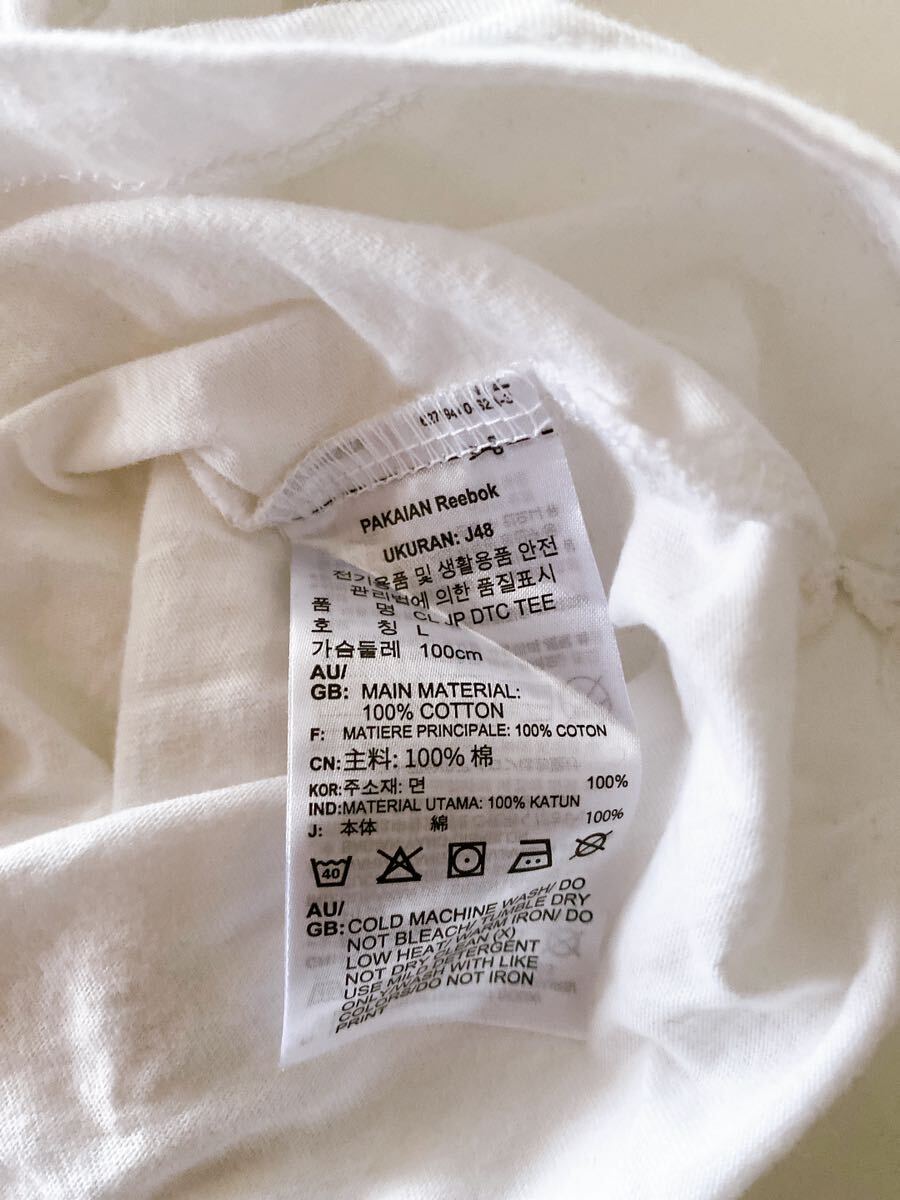 PAKAIAN Reebok
UKURAN: J48
전기용품 및 생활용품 안전
관리법에 의한 품질표시
품 명 CL JP DTC TEE
호 칭 L
가슴둘레 100cm
AU/
GB: MAIN MATERIAL:
100% COTTON
F: MATIERE PRINCIPALE: 100% COTON
CN: 主料: 100% 棉
KOR: 주소재: 면 100%
IND: MATERIAL UTAMA: 100% KATUN
J: 本体 綿 100%
40
AU/
GB: COLD MACHINE WASH/ DO
NOT BLEACH/ TUMBLE DRY
LOW HEAT/ WARM IRON/ DO
NOT DRY CLEAN (X)
USE MILD DETERGENT
ONLY/WASH WITH LIKE
COLORS/DO NOT IRON
PRINT